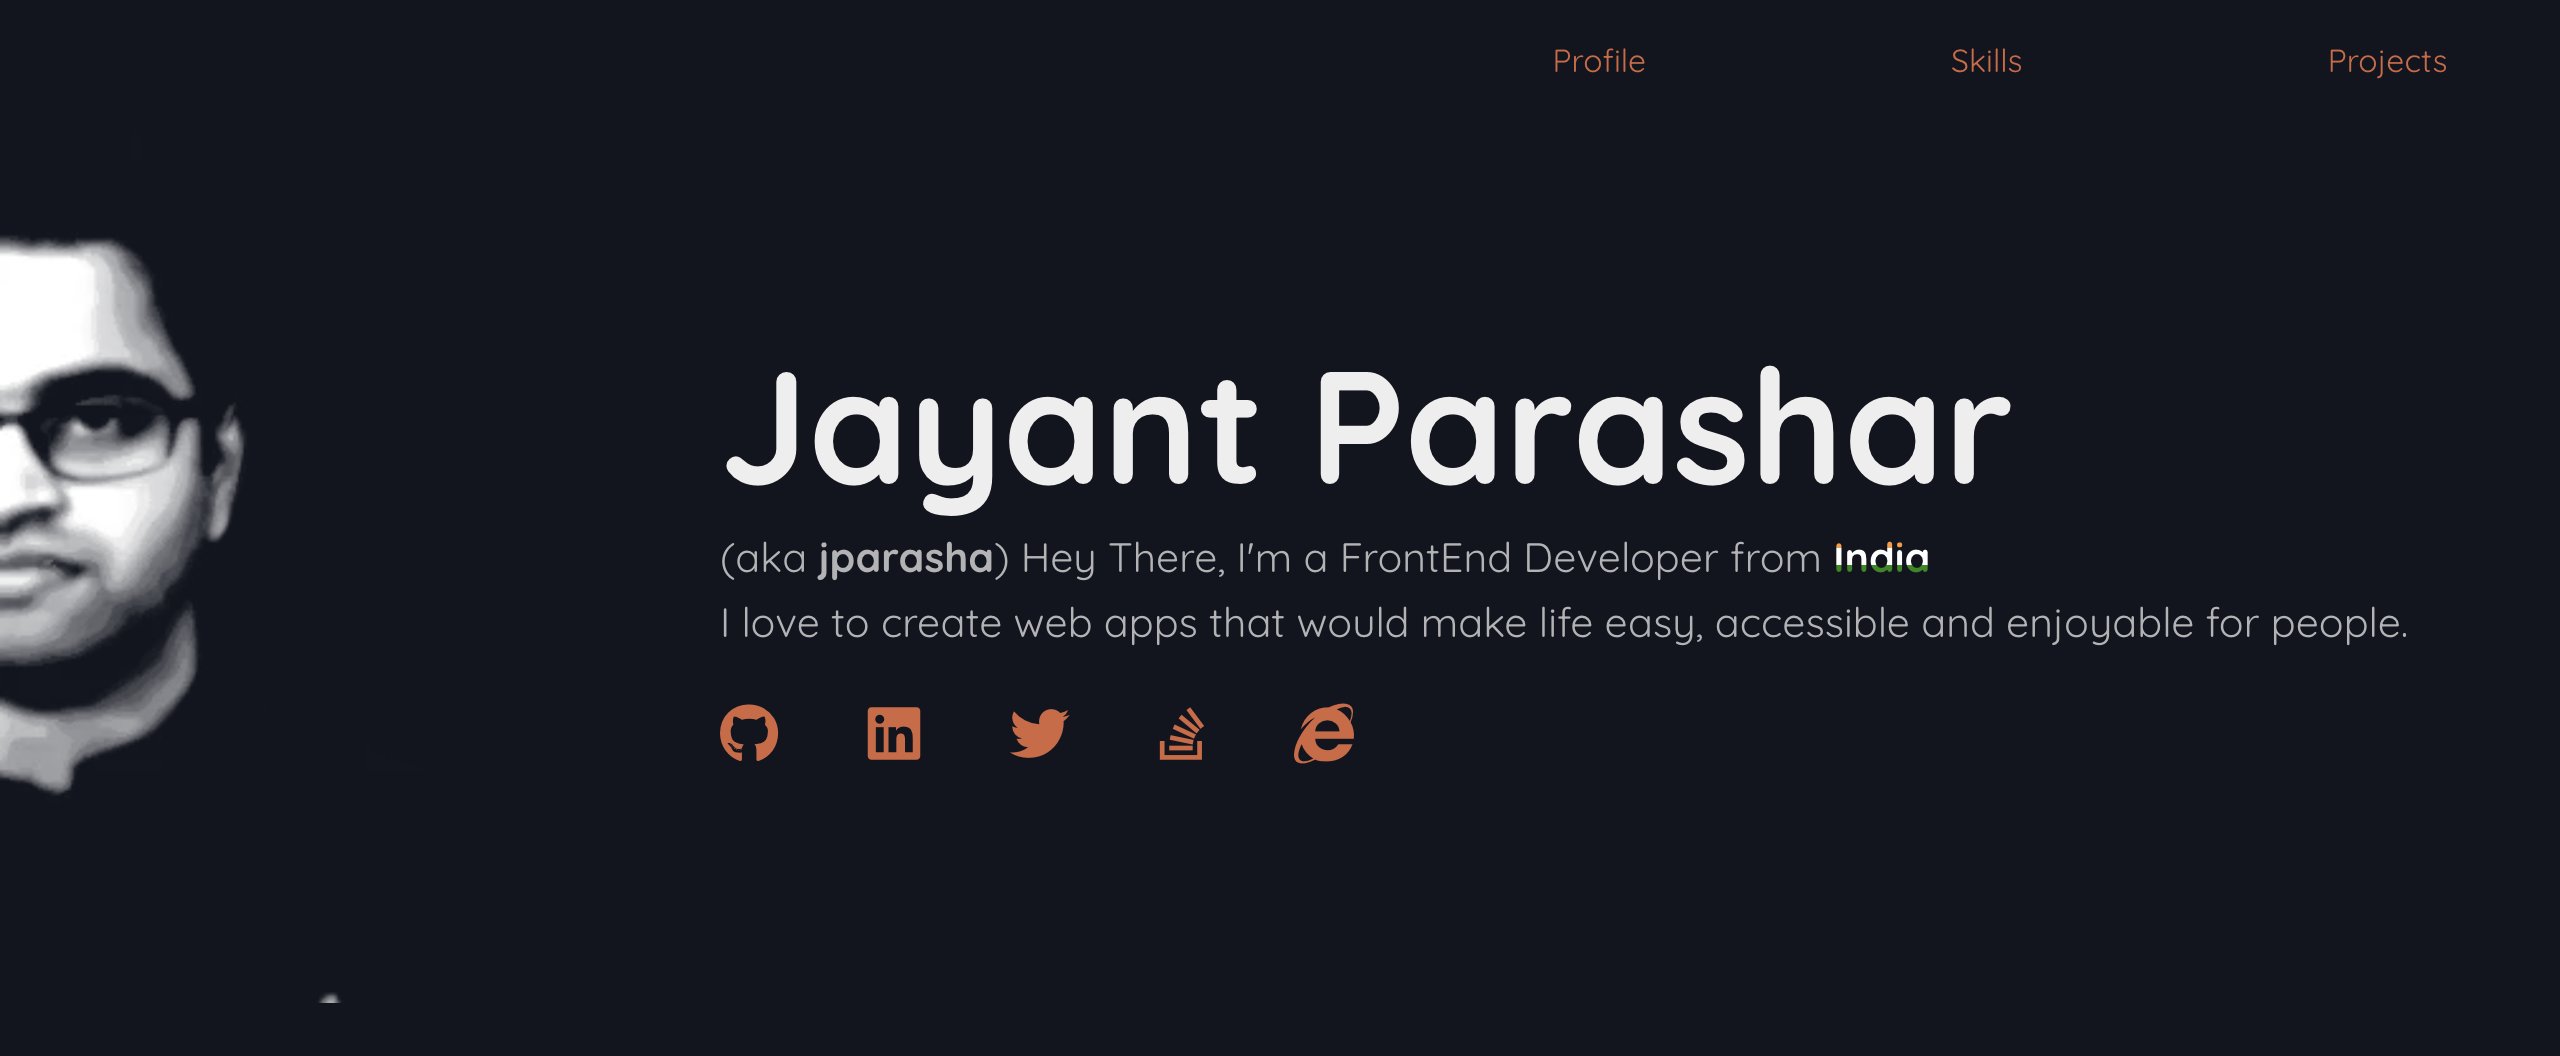 Profile Skills Projects
Jayant Parashar
(aka jparasha) Hey There, I'm a FrontEnd Developer from India
I love to create web apps that would make life easy, accessible and enjoyable for people.
in